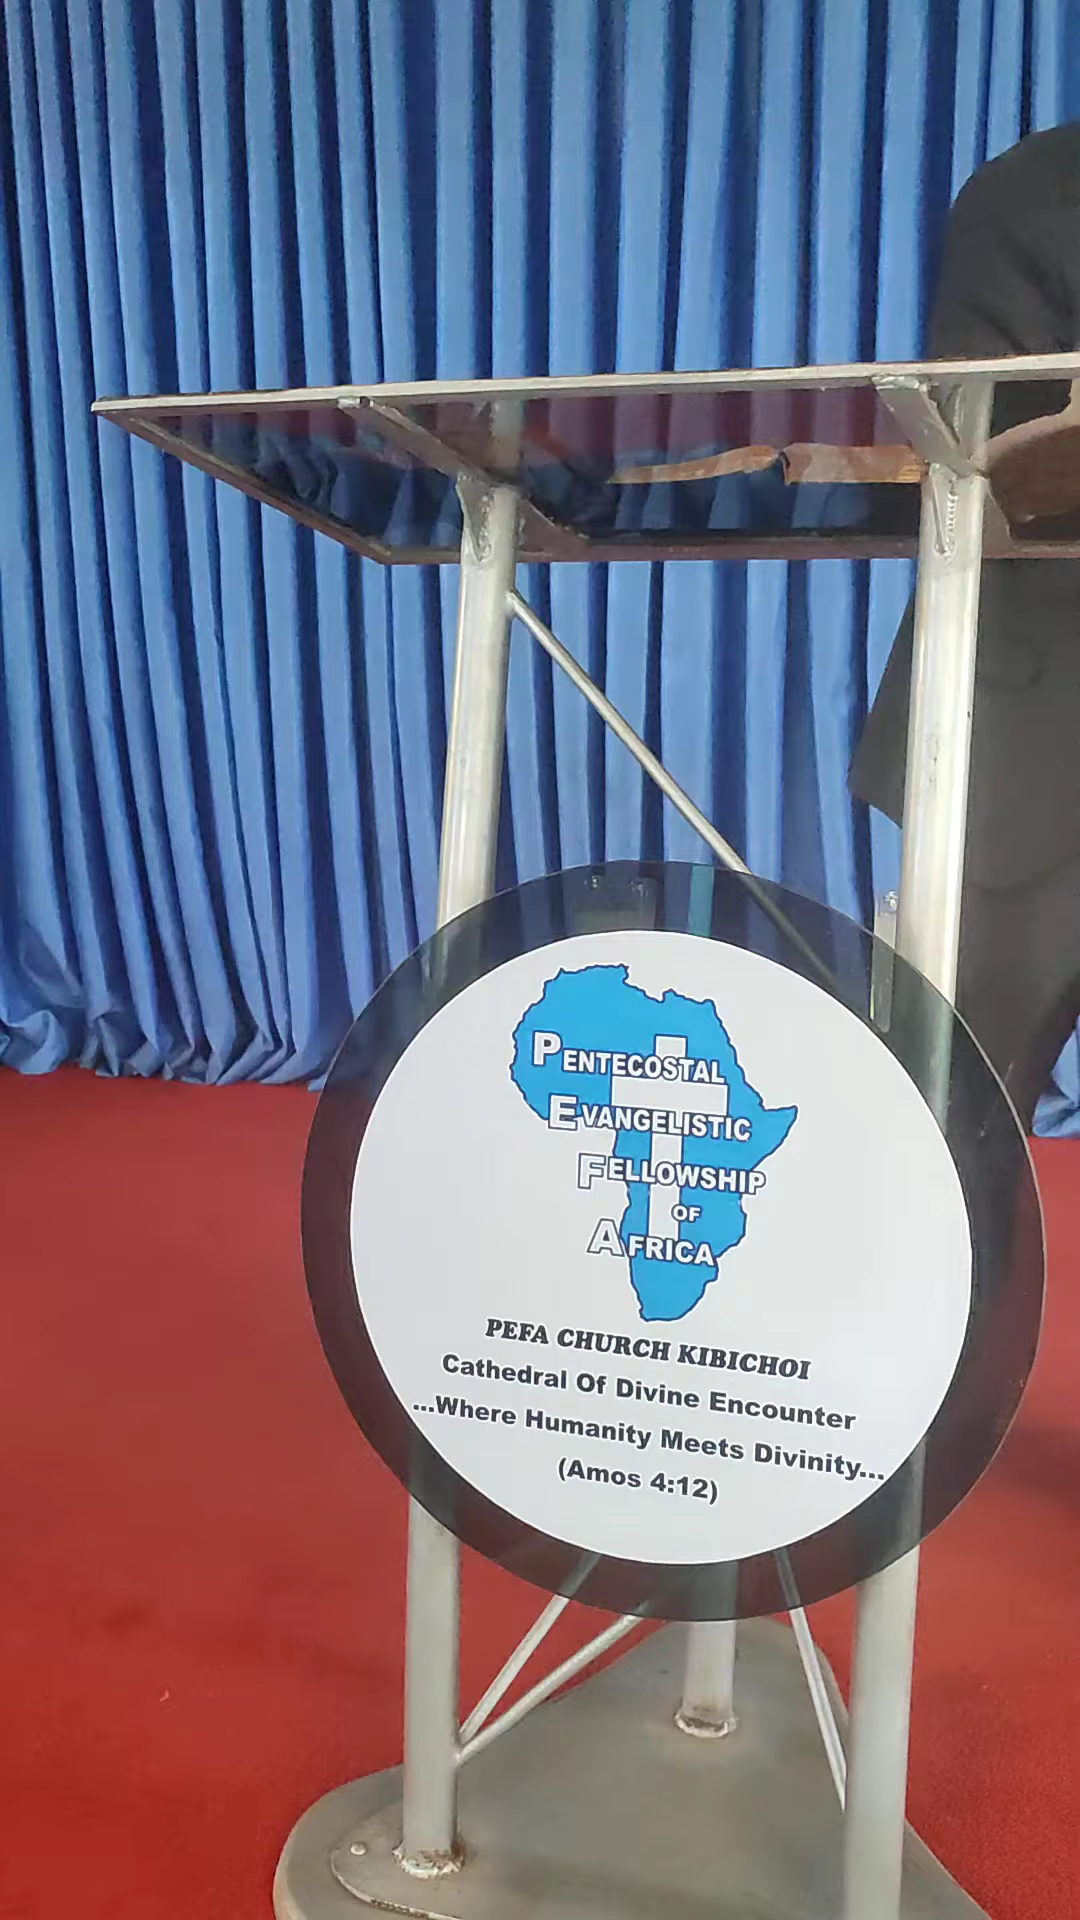 PENTECOSTAL
EVANGELISTIC
FELLOWSHIP
OF
AFRICA
PEFA CHURCH KIBICHOI
Cathedral Of Divine Encounter
...Where Humanity Meets Divinity...
(Amos 4:12)